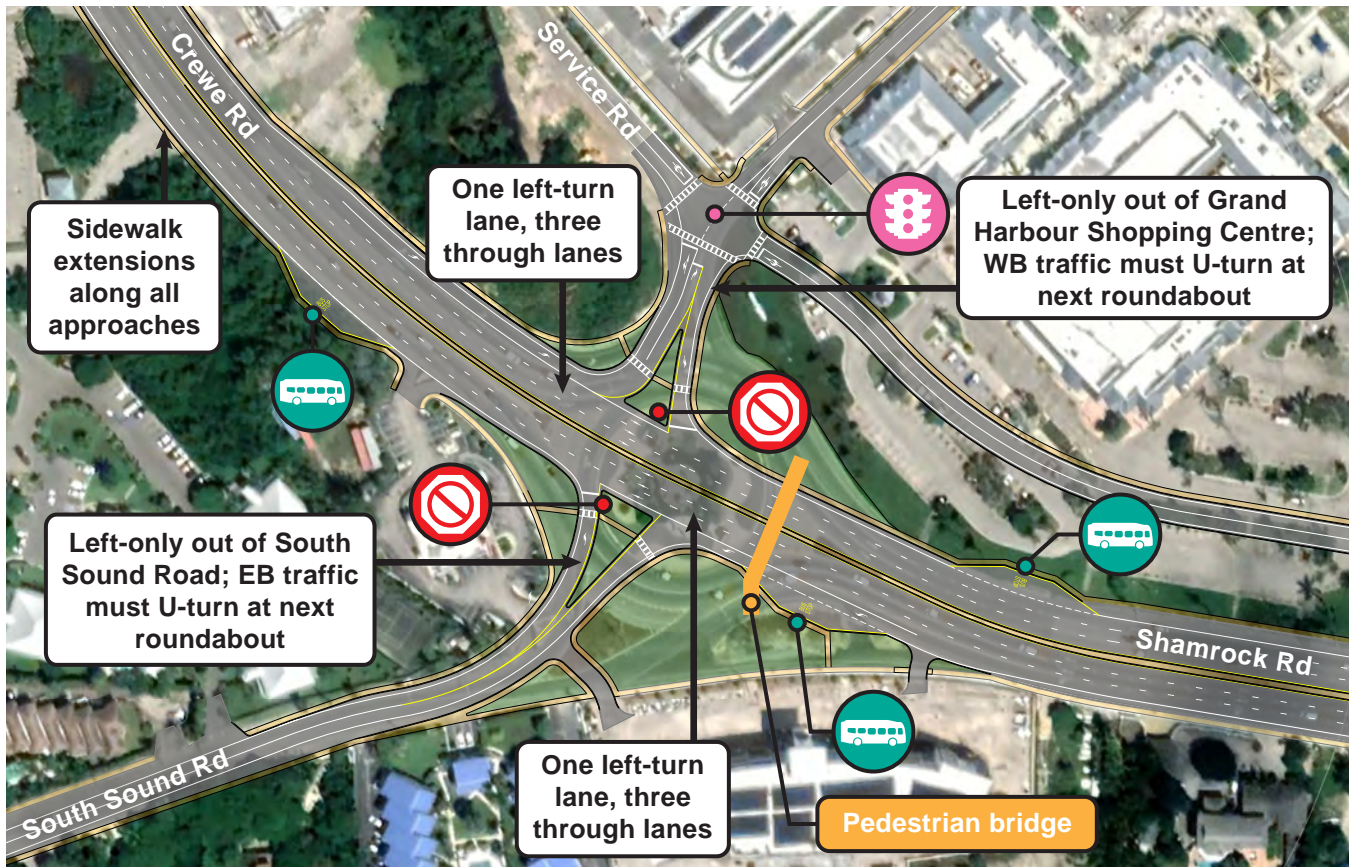 Crewe Rd
Service Rd
Sidewalk
extensions
along all
approaches
One left-turn
lane, three
through lanes
Left-only out of Grand
Harbour Shopping Centre;
WB traffic must U-turn at
next roundabout
Left-only out of South
Sound Road; EB traffic
must U-turn at next
roundabout
Shamrock Rd
South Sound Rd
One left-turn
lane, three
through lanes
Pedestrian bridge